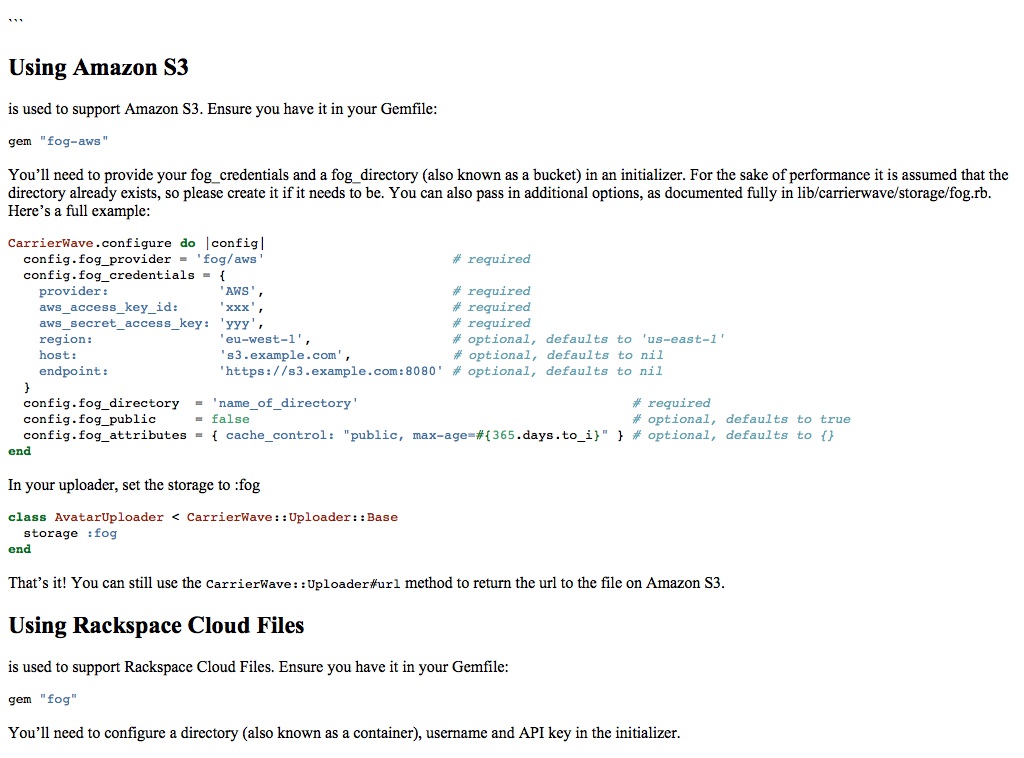 ```
Using Amazon S3
is used to support Amazon S3. Ensure you have it in your Gemfile:
gem "fog-aws"
You’ll need to provide your fog_credentials and a fog_directory (also known as a bucket) in an initializer. For the sake of performance it is assumed that the
directory already exists, so please create it if it needs to be. You can also pass in additional options, as documented fully in lib/carrierwave/storage/fog.rb.
Here’s a full example:
CarrierWave.configure do |config|
  config.fog_provider = 'fog/aws'                        # required
  config.fog_credentials = {
    provider:              'AWS',                        # required
    aws_access_key_id:     'xxx',                        # required
    aws_secret_access_key: 'yyy',                        # required
    region:                'eu-west-1',                  # optional, defaults to 'us-east-1'
    host:                  's3.example.com',             # optional, defaults to nil
    endpoint:              'https://s3.example.com:8080' # optional, defaults to nil
  }
  config.fog_directory  = 'name_of_directory'                                   # required
  config.fog_public     = false                                                 # optional, defaults to true
  config.fog_attributes = { cache_control: "public, max-age=#{365.days.to_i}" } # optional, defaults to {}
end
In your uploader, set the storage to :fog
class AvatarUploader < CarrierWave::Uploader::Base
  storage :fog
end
That’s it! You can still use the CarrierWave::Uploader#url method to return the url to the file on Amazon S3.
Using Rackspace Cloud Files
is used to support Rackspace Cloud Files. Ensure you have it in your Gemfile:
gem "fog"
You’ll need to configure a directory (also known as a container), username and API key in the initializer.